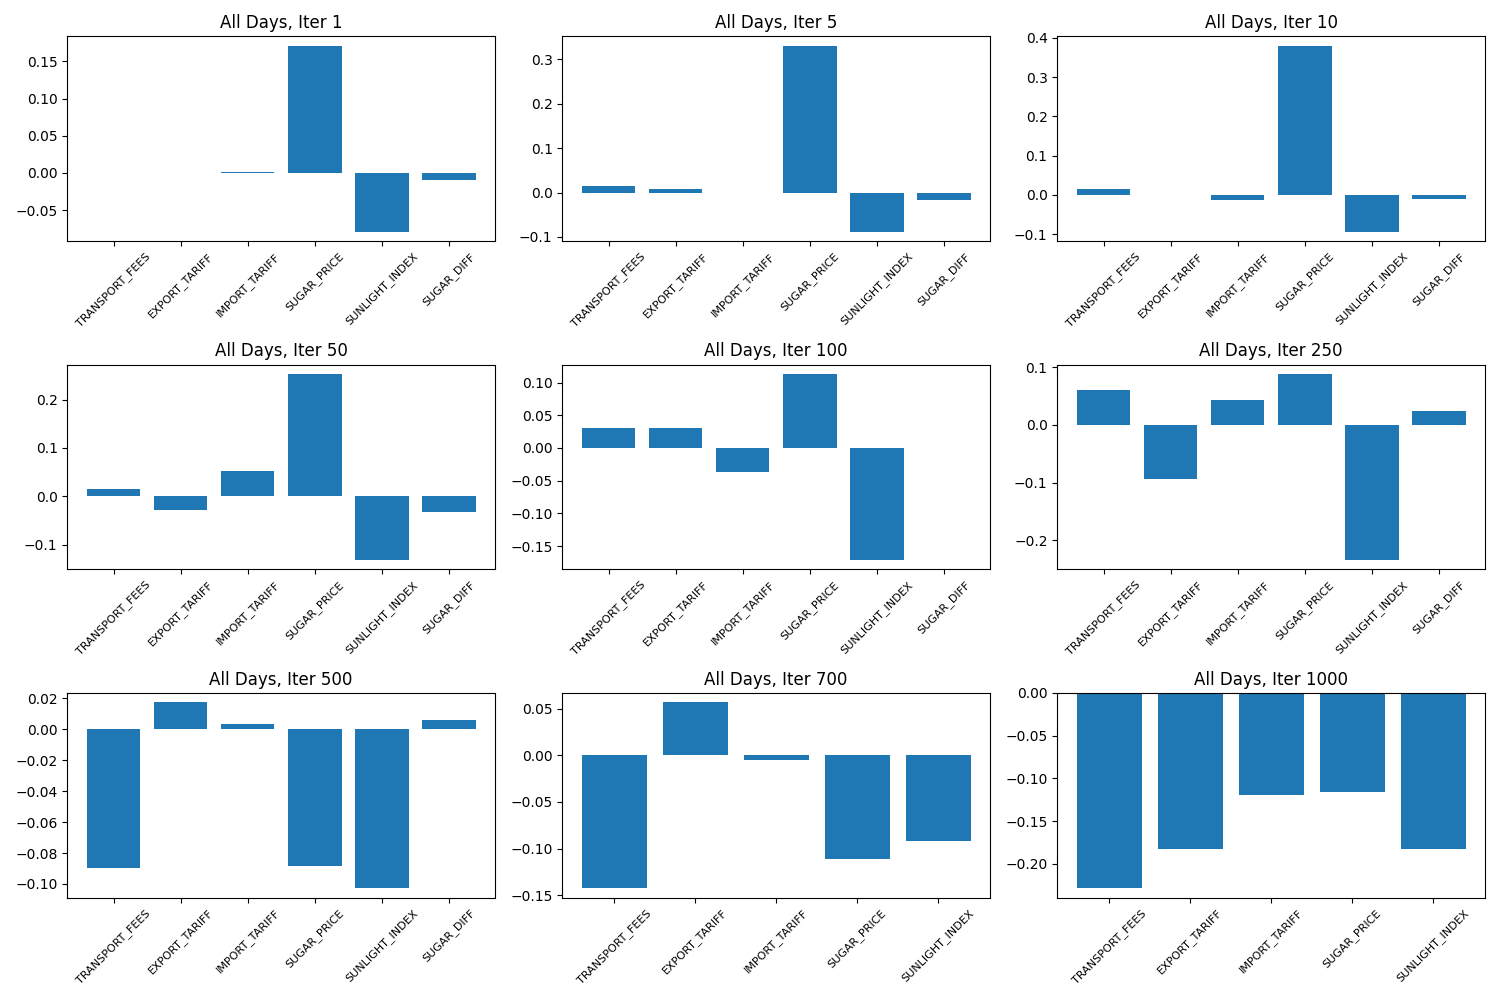 All Days, Iter 1
0.15
0.10
0.05
0.00
−0.05
TRANSPORT_FEES
EXPORT_TARIFF
IMPORT_TARIFF
SUGAR_PRICE
SUNLIGHT_INDEX
SUGAR_DIFF
All Days, Iter 5
0.3
0.2
0.1
0.0
−0.1
TRANSPORT_FEES
EXPORT_TARIFF
IMPORT_TARIFF
SUGAR_PRICE
SUNLIGHT_INDEX
SUGAR_DIFF
All Days, Iter 10
0.4
0.3
0.2
0.1
0.0
−0.1
TRANSPORT_FEES
EXPORT_TARIFF
IMPORT_TARIFF
SUGAR_PRICE
SUNLIGHT_INDEX
SUGAR_DIFF
All Days, Iter 50
0.2
0.1
0.0
−0.1
TRANSPORT_FEES
EXPORT_TARIFF
IMPORT_TARIFF
SUGAR_PRICE
SUNLIGHT_INDEX
SUGAR_DIFF
All Days, Iter 100
0.10
0.05
0.00
−0.05
−0.10
−0.15
TRANSPORT_FEES
EXPORT_TARIFF
IMPORT_TARIFF
SUGAR_PRICE
SUNLIGHT_INDEX
SUGAR_DIFF
All Days, Iter 250
0.1
0.0
−0.1
−0.2
TRANSPORT_FEES
EXPORT_TARIFF
IMPORT_TARIFF
SUGAR_PRICE
SUNLIGHT_INDEX
SUGAR_DIFF
All Days, Iter 500
0.02
0.00
−0.02
−0.04
−0.06
−0.08
−0.10
TRANSPORT_FEES
EXPORT_TARIFF
IMPORT_TARIFF
SUGAR_PRICE
SUNLIGHT_INDEX
SUGAR_DIFF
All Days, Iter 700
0.05
0.00
−0.05
−0.10
−0.15
TRANSPORT_FEES
EXPORT_TARIFF
IMPORT_TARIFF
SUGAR_PRICE
SUNLIGHT_INDEX
All Days, Iter 1000
0.00
−0.05
−0.10
−0.15
−0.20
TRANSPORT_FEES
EXPORT_TARIFF
IMPORT_TARIFF
SUGAR_PRICE
SUNLIGHT_INDEX